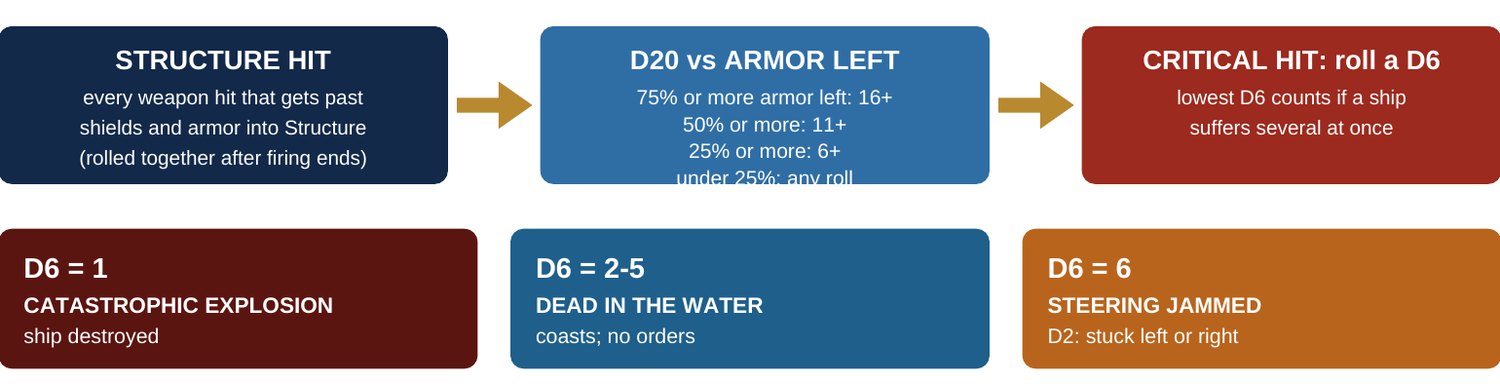 STRUCTURE HIT
every weapon hit that gets past
shields and armor into Structure
(rolled together after firing ends)
D20 vs ARMOR LEFT
75% or more armor left: 16+
50% or more: 11+
25% or more: 6+
under 25%: any roll
CRITICAL HIT: roll a D6
lowest D6 counts if a ship
suffers several at once
D6 = 1
CATASTROPHIC EXPLOSION
ship destroyed
D6 = 2-5
DEAD IN THE WATER
coasts; no orders
D6 = 6
STEERING JAMMED
D2: stuck left or right